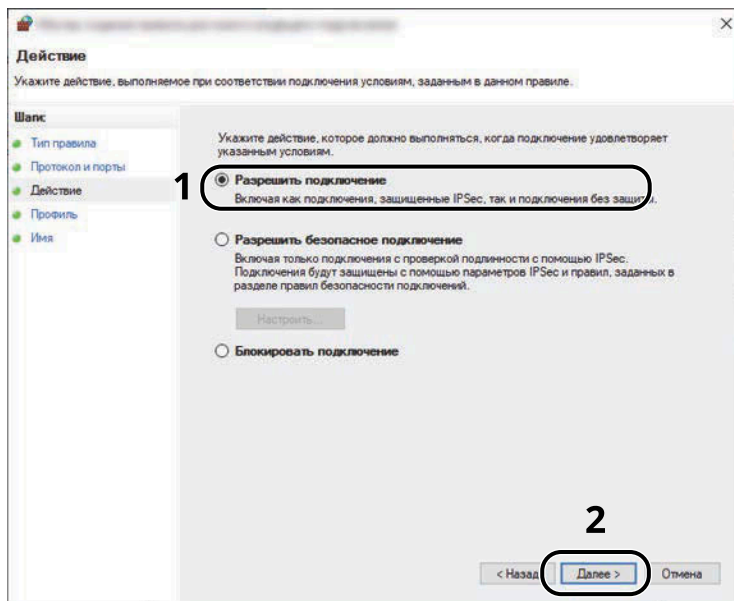 Действие
Укажите действие, выполняемое при соответствии подключения условиям, заданным в данном правиле.
Шаги:
Тип правила
Протокол и порты
Действие
Профиль
Имя
Укажите действие, которое должно выполняться, когда подключение удовлетворяет
указанным условиям.
1
Разрешить подключение
Включая как подключения, защищенные IPSec, так и подключения без защиты.
Разрешить безопасное подключение
Включая только подключения с проверкой подлинности с помощью IPSec.
Подключения будут защищены с помощью параметров IPSec и правил, заданных в
разделе правил безопасности подключений.
Настроить...
Блокировать подключение
2
< Назад
Далее >
Отмена